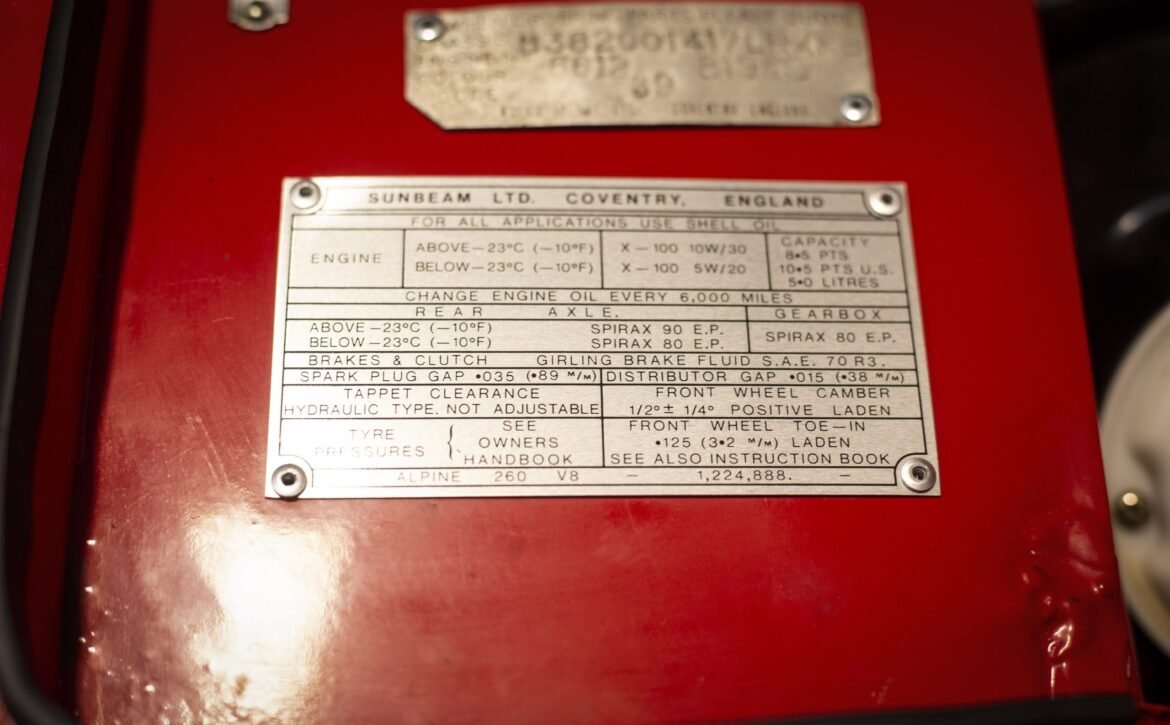 B382001417LRXFE
COVENTRY ENGLAND
SUNBEAM LTD. COVENTRY, ENGLAND
FOR ALL APPLICATIONS USE SHELL OIL
ENGINE
ABOVE -23°C (-10°F) X-100 10W/30
BELOW -23°C (-10°F) X-100 5W/20
CAPACITY
8•5 PTS
10•5 PTS U.S.
5•0 LITRES
CHANGE ENGINE OIL EVERY 6,000 MILES
REAR AXLE. GEARBOX
ABOVE -23°C (-10°F) SPIRAX 90 E.P.
BELOW -23°C (-10°F) SPIRAX 80 E.P.
SPIRAX 80 E.P.
BRAKES & CLUTCH GIRLING BRAKE FLUID S.A.E. 70 R3.
SPARK PLUG GAP •035 (•89 M/M) DISTRIBUTOR GAP •015 (•38 M/M)
TAPPET CLEARANCE
HYDRAULIC TYPE. NOT ADJUSTABLE
FRONT WHEEL CAMBER
1/2° ± 1/4° POSITIVE LADEN
TYRE
PRESSURES
SEE
OWNERS
HANDBOOK
FRONT WHEEL TOE-IN
•125 (3•2 M/M) LADEN
SEE ALSO INSTRUCTION BOOK
ALPINE 260 V8 - 1,224,888. -